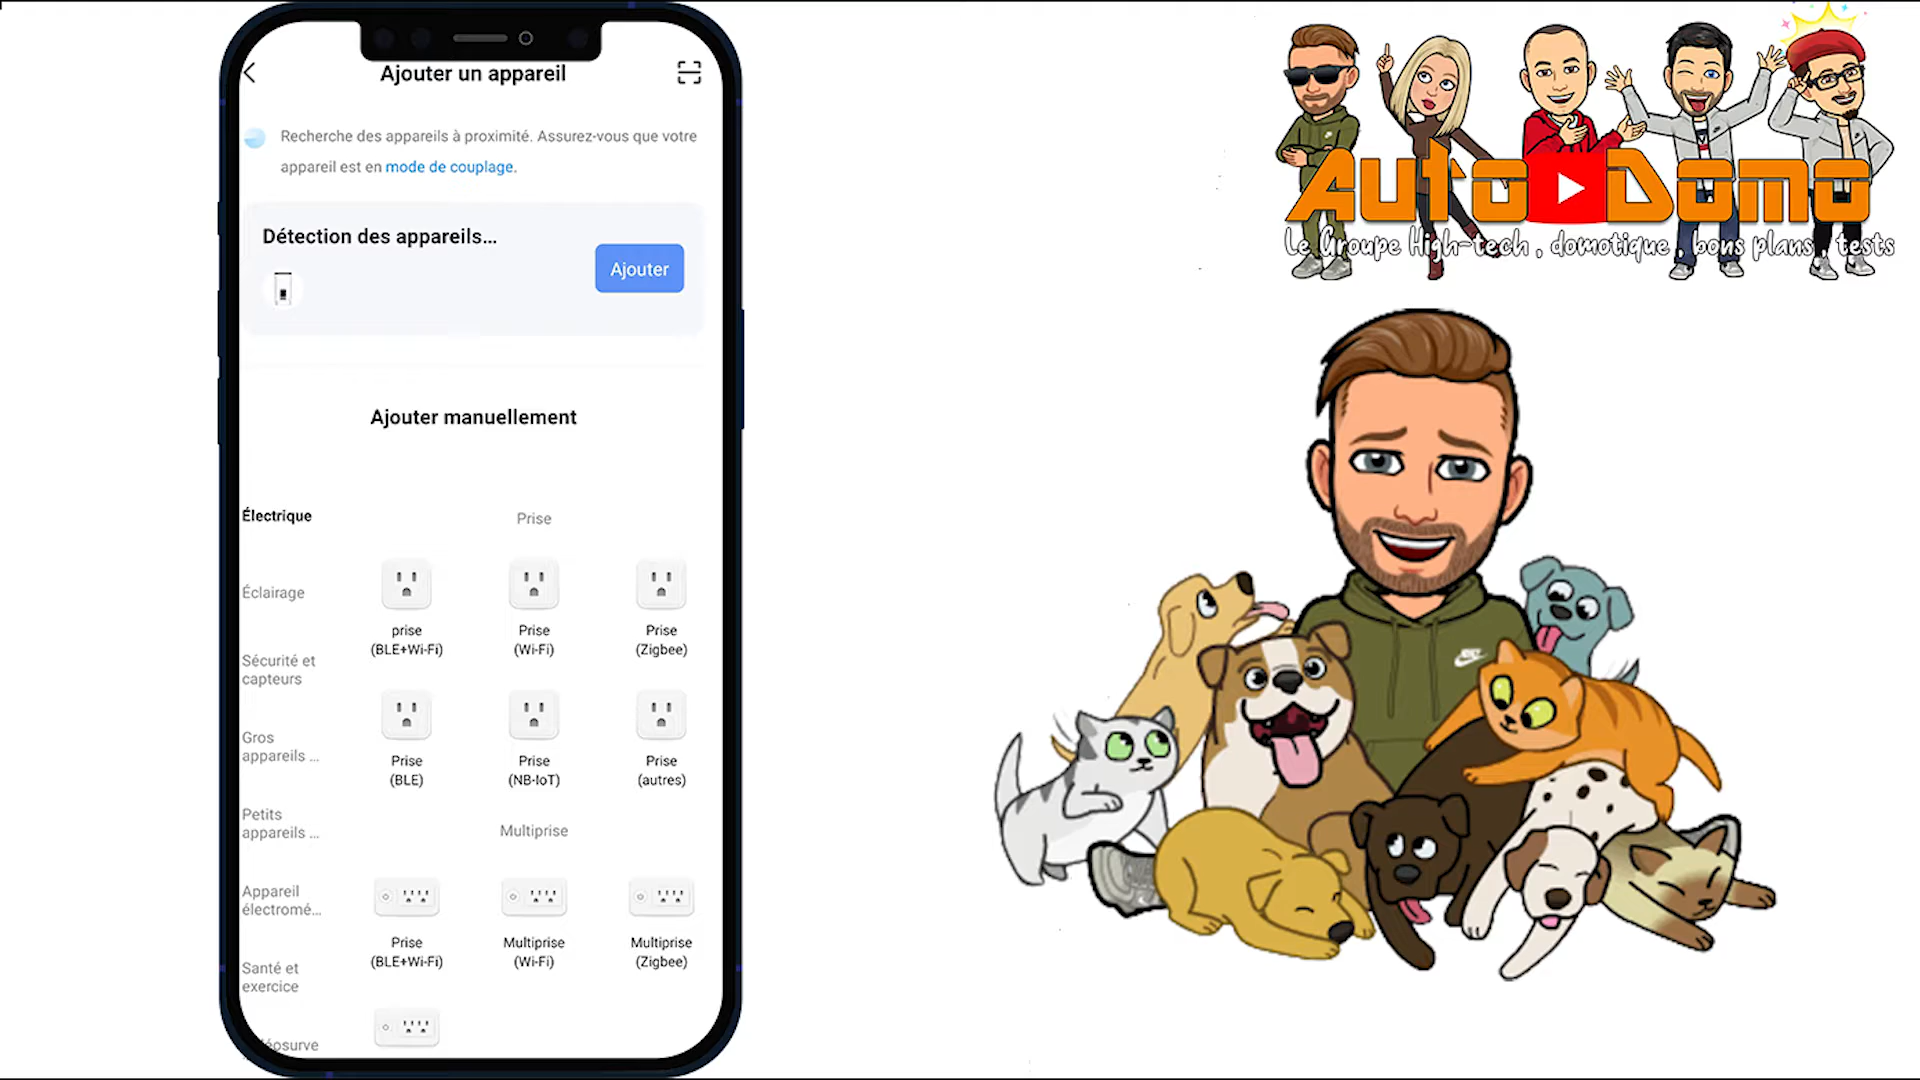 Ajouter un appareil
Recherche des appareils à proximité. Assurez-vous que votre
appareil est en mode de couplage.
Détection des appareils...
Ajouter
Ajouter manuellement
Électrique
Prise
Éclairage
prise
(BLE+Wi-Fi)
Prise
(Wi-Fi)
Prise
(Zigbee)
Sécurité et
capteurs
Gros
appareils ...
Prise
(BLE)
Prise
(NB-IoT)
Prise
(autres)
Petits
appareils ...
Multiprise
Appareil
électromé...
Prise
(BLE+Wi-Fi)
Multiprise
(Wi-Fi)
Multiprise
(Zigbee)
Santé et
exercice
éosurve
Auto Domo
Le Groupe High-tech , domotique , bons plans , tests